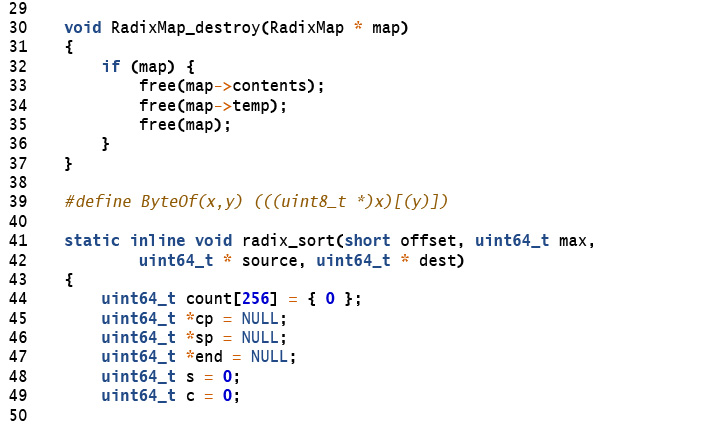 29
30    void RadixMap_destroy(RadixMap * map)
31    {
32        if (map) {
33            free(map->contents);
34            free(map->temp);
35            free(map);
36        }
37    }
38
39    #define ByteOf(x,y) (((uint8_t *)x)[(y)])
40
41    static inline void radix_sort(short offset, uint64_t max,
42            uint64_t * source, uint64_t * dest)
43    {
44        uint64_t count[256] = { 0 };
45        uint64_t *cp = NULL;
46        uint64_t *sp = NULL;
47        uint64_t *end = NULL;
48        uint64_t s = 0;
49        uint64_t c = 0;
50